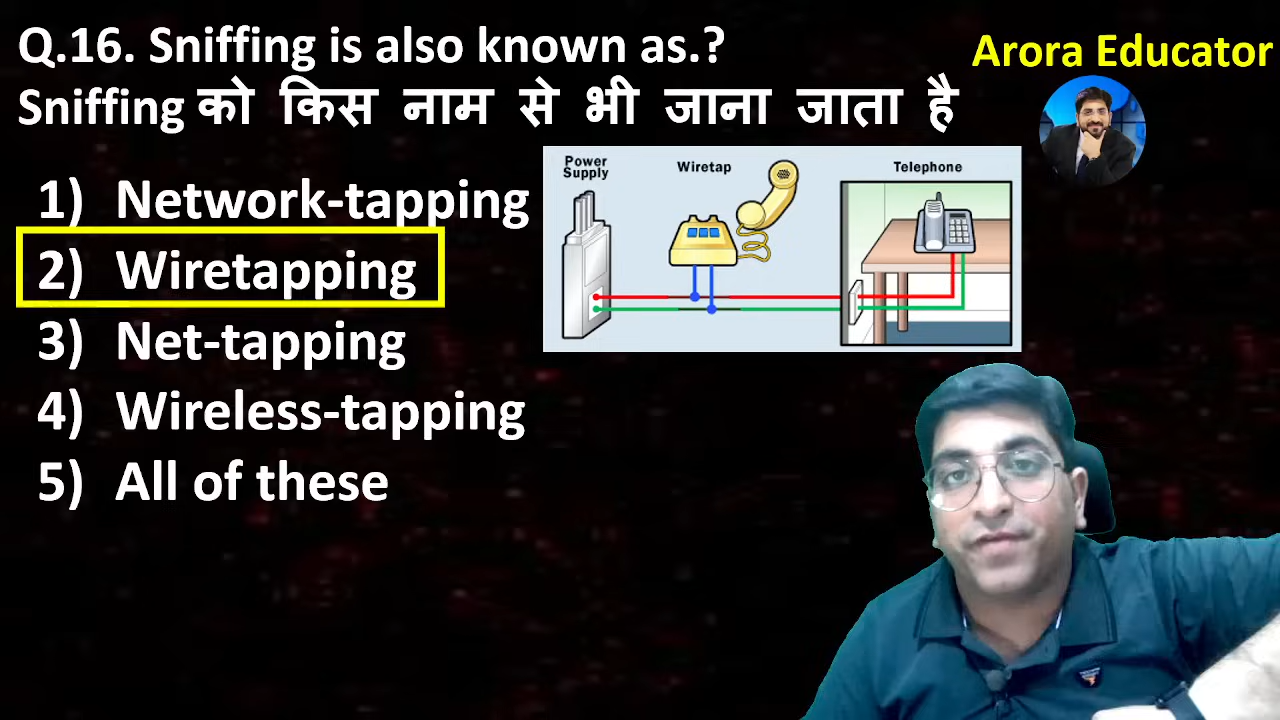 Q.16. Sniffing is also known as.?
Arora Educator
Sniffing को किस नाम से भी जाना जाता है
1) Network-tapping
2) Wiretapping
3) Net-tapping
4) Wireless-tapping
5) All of these
Power Supply
Wiretap
Telephone